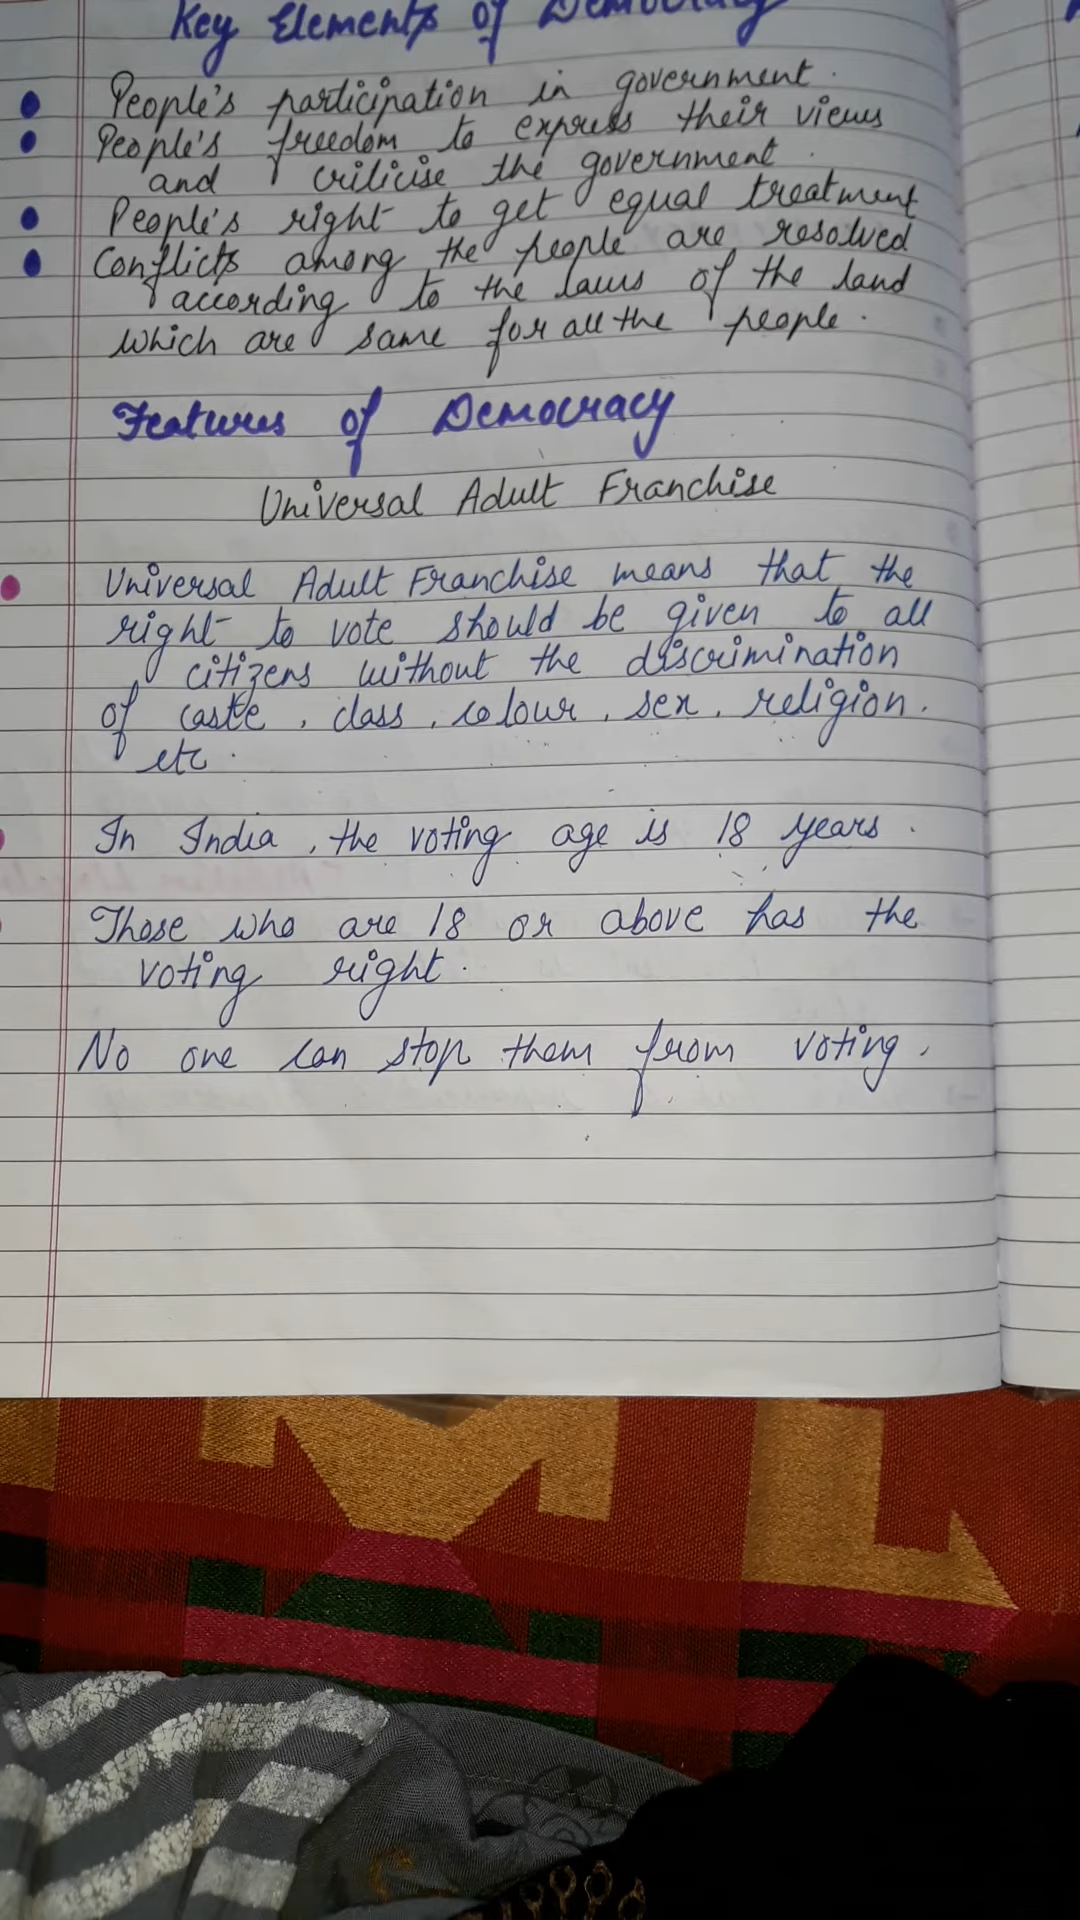 Key Elements of Democracy
People's participation in government.
People's freedom to express their views
and criticise the government.
People's right to get equal treatment
Conflicts among the people are resolved
according to the laws of the land
which are same for all the people.
Features of Democracy
Universal Adult Franchise
Universal Adult Franchise means that the
right to vote should be given to all
citizens without the discrimination
of caste, class, colour, sex, religion.
etc.
In India, the voting age is 18 years.
Those who are 18 or above has the
voting right.
No one can stop them from voting.